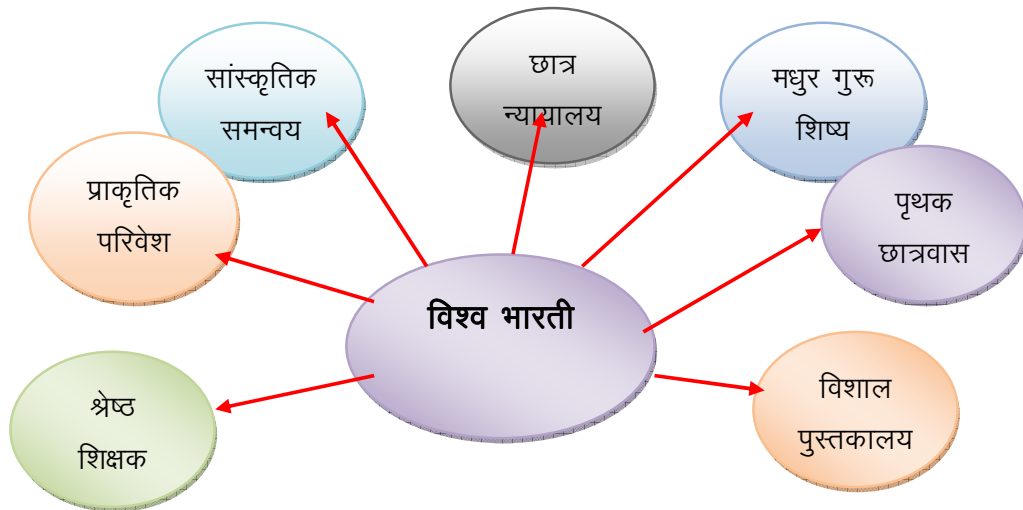 सांस्कृतिक
समन्वय
छात्र
न्यायालय
मधुर गुरू
शिष्य
प्राकृतिक
परिवेश
पृथक
छात्रवास
विश्व भारती
श्रेष्ठ
शिक्षक
विशाल
पुस्तकालय